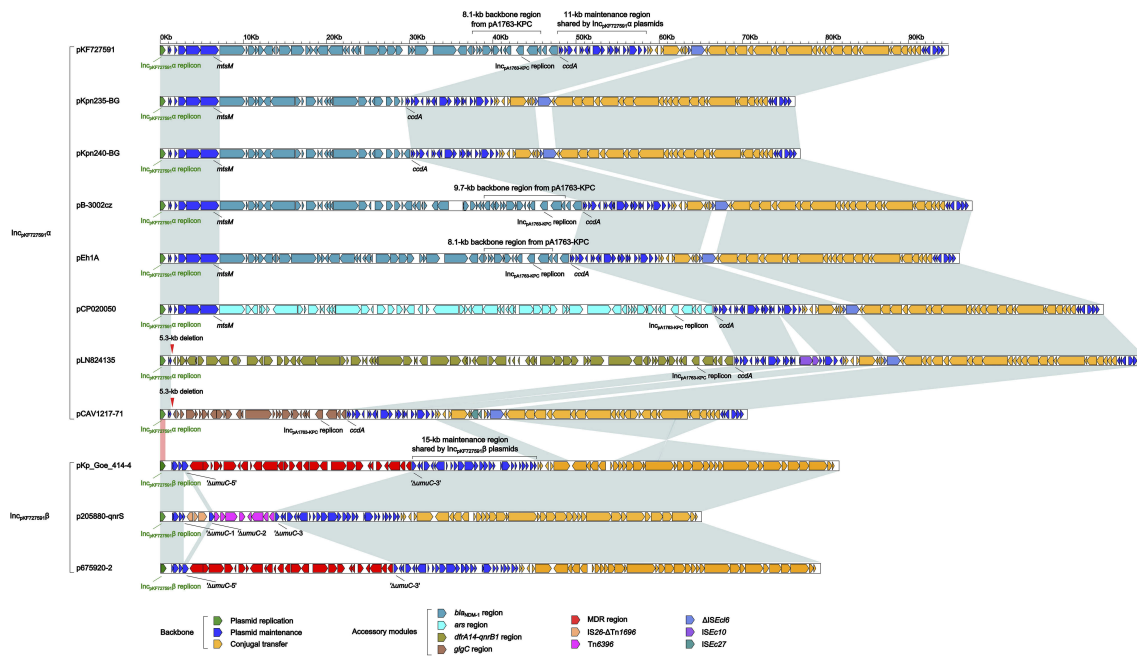 8.1-kb backbone region
from pA1763-KPC
11-kb maintenance region
shared by IncpKF727591α plasmids
0Kb 10Kb 20Kb 30Kb 40Kb 50Kb 60Kb 70Kb 80Kb 90Kb
pKF727591
IncpKF727591α replicon mtsM IncpA1763-KPC replicon ccdA
pKpn235-BG
IncpKF727591α replicon mtsM ccdA
pKpn240-BG
IncpKF727591α replicon mtsM ccdA
9.7-kb backbone region from pA1763-KPC
pB-3002cz
IncpKF727591α replicon mtsM IncpA1763-KPC replicon ccdA
IncpKF727591α
8.1-kb backbone region from pA1763-KPC
pEh1A
IncpKF727591α replicon mtsM IncpA1763-KPC replicon ccdA
pCP020050
IncpKF727591α replicon mtsM IncpA1763-KPC replicon ccdA
5.3-kb deletion
pLN824135
IncpKF727591α replicon IncpA1763-KPC replicon ccdA
5.3-kb deletion
pCAV1217-71
IncpKF727591α replicon IncpA1763-KPC replicon ccdA
15-kb maintenance region
shared by IncpKF727591β plasmids
pKp_Goe_414-4
IncpKF727591β replicon 'ΔumuC-5' 'ΔumuC-3'
IncpKF727591β
p205880-qnrS
IncpKF727591β replicon 'ΔumuC-1 'ΔumuC-2 'ΔumuC-3
p675920-2
IncpKF727591β replicon 'ΔumuC-5' 'ΔumuC-3'
Backbone
Plasmid replication
Plasmid maintenance
Conjugal transfer
Accessory modules
blaNDM-1 region
ars region
dfrA14-qnrB1 region
glgC region
MDR region
IS26-ΔTn1696
Tn6396
ΔISEcl6
ISEc10
ISEc27